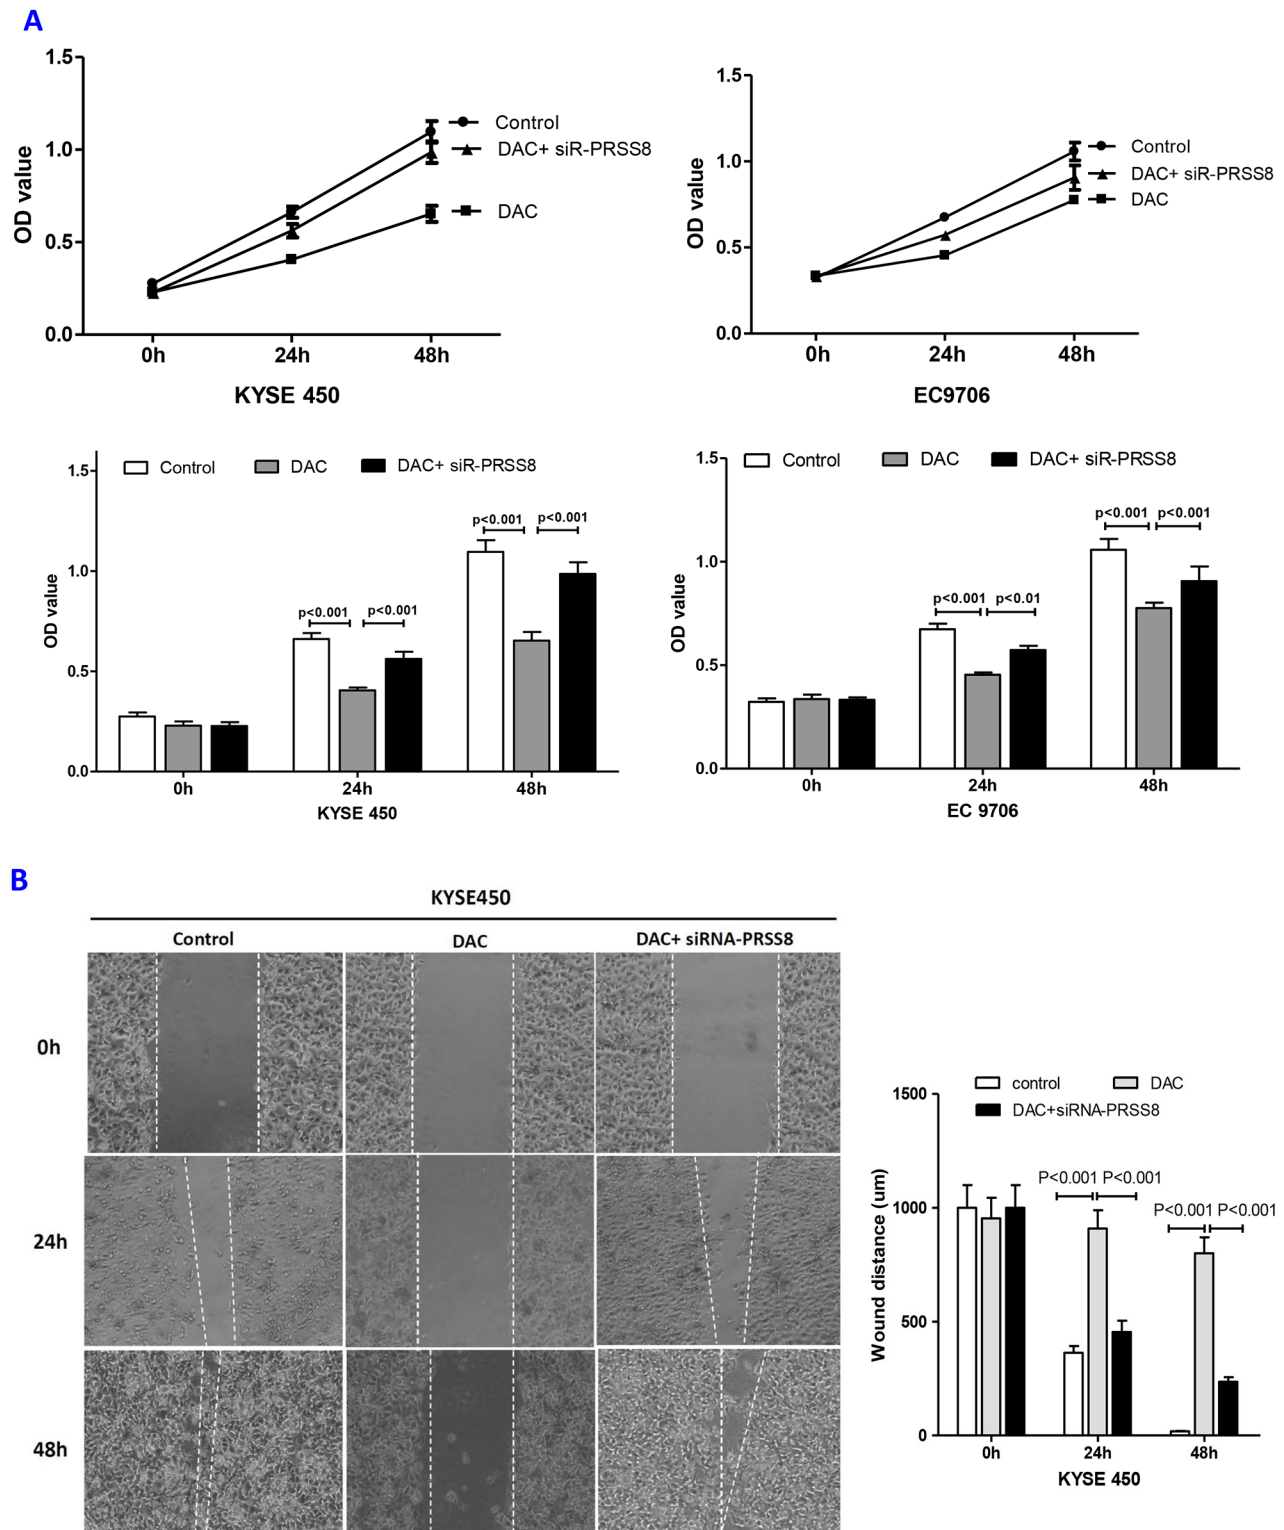 A
1.5
1.0
0.5
0.0
OD value
Control
DAC+ siR-PRSS8
DAC
0h
24h
48h
KYSE 450
1.5
1.0
0.5
0.0
OD value
Control
DAC+ siR-PRSS8
DAC
0h
24h
48h
EC9706
1.5
1.0
0.5
0.0
OD value
Control
DAC
DAC+ siR-PRSS8
p<0.001
p<0.001
p<0.001
p<0.001
0h
24h
48h
KYSE 450
1.5
1.0
0.5
0.0
OD value
Control
DAC
DAC+ siR-PRSS8
p<0.001
p<0.001
p<0.001
p<0.01
0h
24h
48h
EC 9706
B
KYSE450
Control
DAC
DAC+ siRNA-PRSS8
0h
24h
48h
control
DAC
DAC+siRNA-PRSS8
1500
1000
500
0
Wound distance (um)
P<0.001
P<0.001
P<0.001
P<0.001
0h
24h
48h
KYSE 450